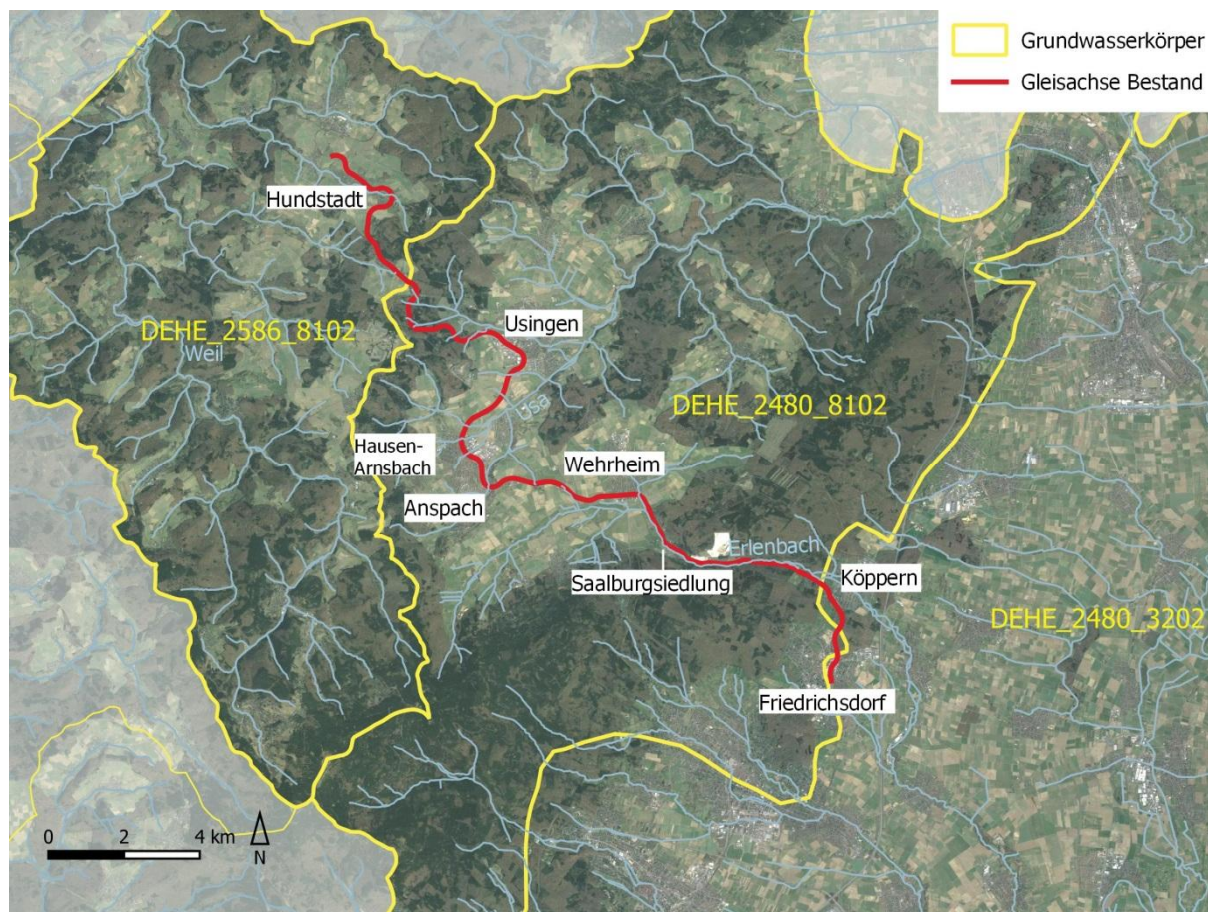 Grundwasserkörper
Gleisachse Bestand
Hundstadt
Usingen
DEHE_2586_8102
Weil
DEHE_2480_8102
Usa
Hausen-
Arnsbach
Wehrheim
Anspach
Erlenbach
Saalburgsiedlung
Köppern
DEHE_2480_3202
Friedrichsdorf
0 2 4 km
N